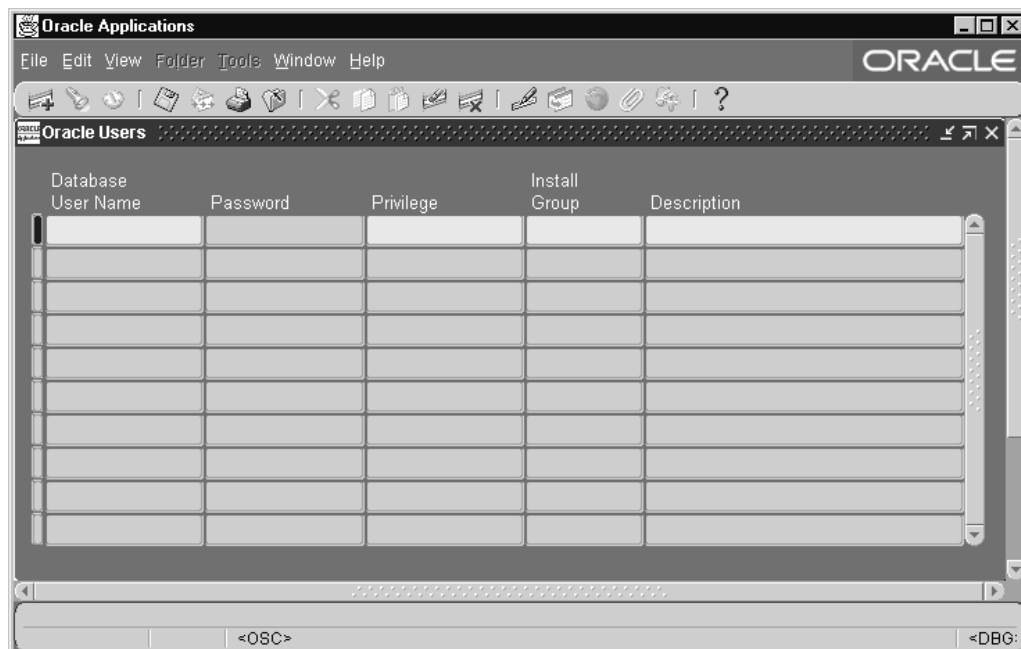 Oracle Applications
File Edit View Folder Tools Window Help
ORACLE
?
Oracle Users
Database
User Name Password Privilege Install
Group Description
<OSC> <DBG: